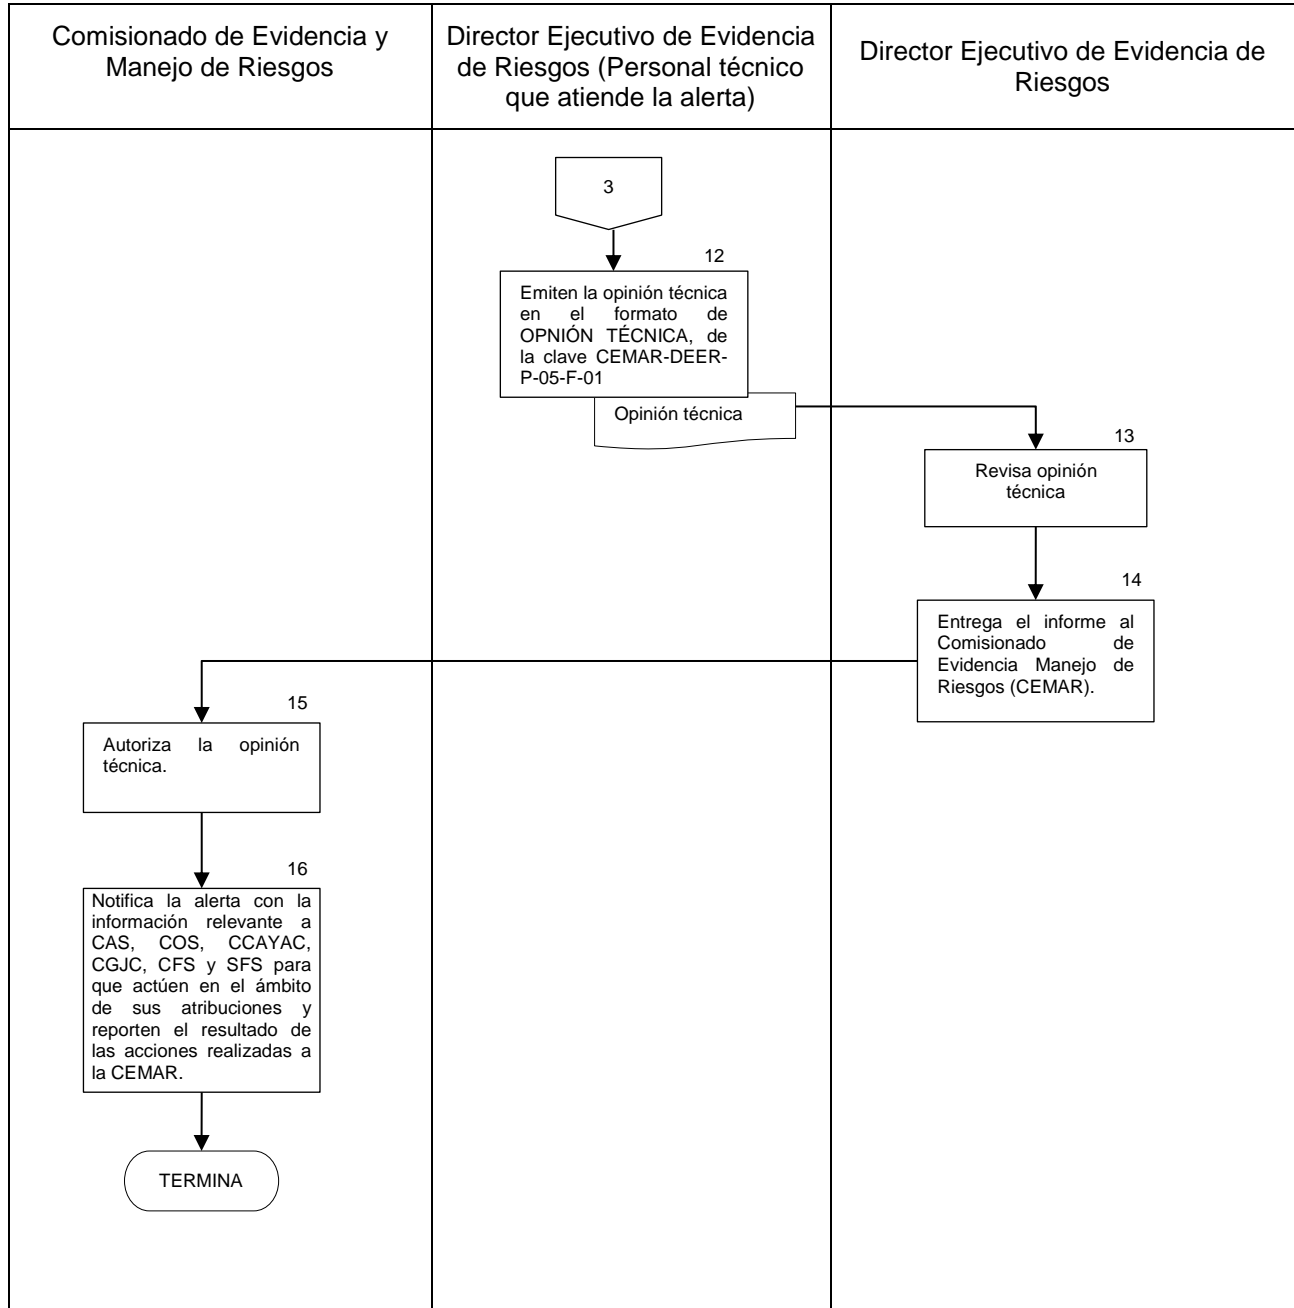 Comisionado de Evidencia y
Manejo de Riesgos
Director Ejecutivo de Evidencia
de Riesgos (Personal técnico
que atiende la alerta)
Director Ejecutivo de Evidencia de
Riesgos
3
12
Emiten la opinión técnica
en el formato de
OPNIÓN TÉCNICA, de
la clave CEMAR-DEER-
P-05-F-01
Opinión técnica
13
Revisa opinión
técnica
14
Entrega el informe al
Comisionado de
Evidencia Manejo de
Riesgos (CEMAR).
15
Autoriza la opinión
técnica.
16
Notifica la alerta con la
información relevante a
CAS, COS, CCAYAC,
CGJC, CFS y SFS para
que actúen en el ámbito
de sus atribuciones y
reporten el resultado de
las acciones realizadas a
la CEMAR.
TERMINA